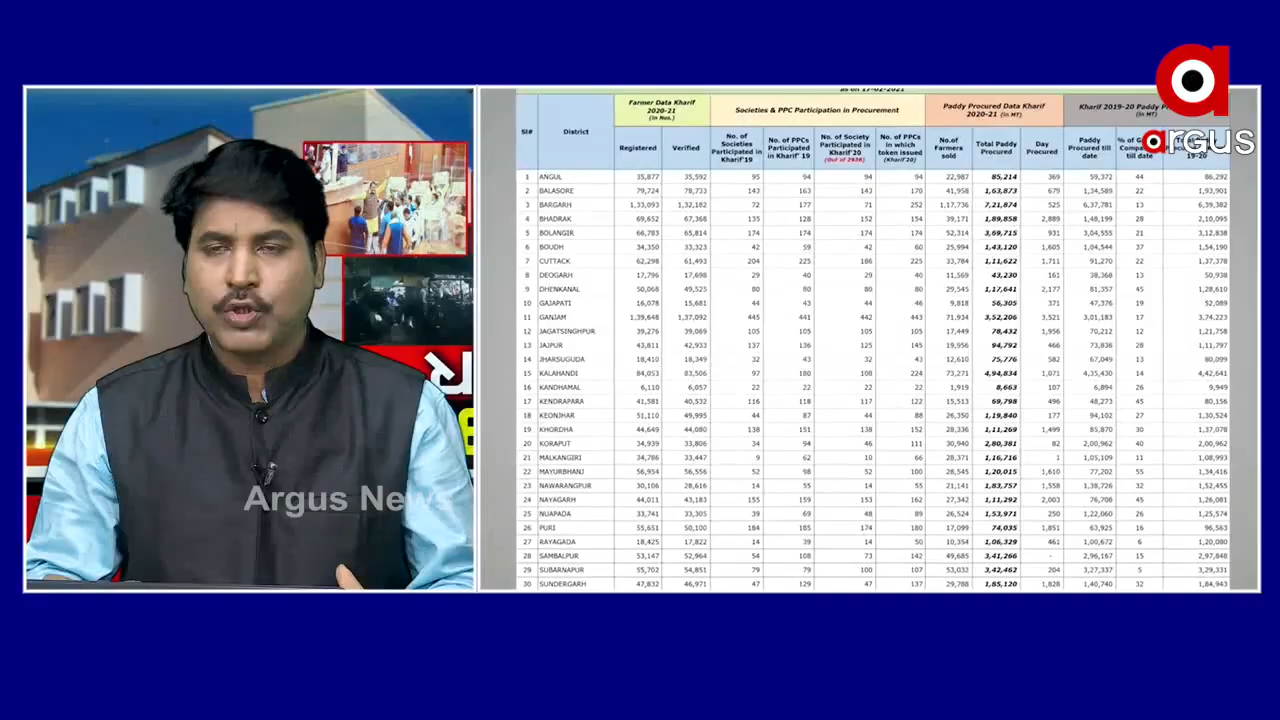 as on 17-02-2021
Sl# District Farmer Data Kharif 2020-21 (in Nos.) Societies & PPC Participation in Procurement Paddy Procured Data Kharif 2020-21 (in MT) Kharif 2019-20 Paddy (in MT)
Registered Verified No. of Societies Participated in Kharif'19 No. of PPCs Participated in Kharif' 19 No. of Society Participated in Kharif'20 (Out of 2936) No. of PPCs in which token issued (Kharif'20) No.of Farmers sold Total Paddy Procured Day Procured Paddy Procured till date % of till date 19-20
1 ANGUL 35,877 35,592 95 94 94 94 22,987 85,214 369 59,372 44 86,292
2 BALASORE 79,724 78,733 143 163 143 170 41,958 1,63,873 679 1,34,589 22 1,93,901
3 BARGARH 1,33,093 1,32,182 72 177 71 252 1,17,736 7,21,874 523 6,37,781 13 6,39,382
4 BHADRAK 69,652 67,368 135 128 152 154 39,171 1,89,858 2,889 1,48,199 28 2,10,095
5 BOLANGIR 66,783 65,814 174 174 174 174 52,314 3,69,715 931 3,04,555 21 3,12,838
6 BOUDH 34,350 33,323 42 59 42 60 25,994 1,43,120 1,605 1,04,544 37 1,54,190
7 CUTTACK 62,298 61,493 204 225 186 225 33,784 1,11,622 1,711 91,270 22 1,37,378
8 DEOGARH 17,796 17,698 29 40 29 40 11,569 43,230 161 38,368 13 50,938
9 DHENKANAL 50,068 49,525 80 80 80 80 29,545 1,17,641 2,177 81,357 45 1,28,610
10 GAJAPATI 16,078 15,681 44 43 44 46 9,818 56,305 371 47,376 19 52,089
11 GANJAM 1,39,648 1,37,092 445 441 442 443 71,934 3,52,206 3,521 3,01,183 17 3,74,223
12 JAGATSINGHPUR 39,276 39,069 105 105 105 105 17,449 78,432 1,956 70,212 12 1,21,758
13 JAJPUR 43,811 42,933 137 136 125 145 19,956 94,792 466 73,836 28 1,11,797
14 JHARSUGUDA 18,410 18,349 32 43 32 43 12,610 75,776 582 67,049 13 80,099
15 KALAHANDI 84,053 83,506 97 180 108 224 73,271 4,94,834 1,071 4,35,430 14 4,42,641
16 KANDHAMAL 6,110 6,057 22 22 22 22 1,919 8,663 107 6,894 26 9,949
17 KENDRAPARA 41,581 40,532 116 118 117 122 15,513 69,798 496 48,273 45 80,156
18 KEONJHAR 51,110 49,995 44 87 44 88 26,350 1,19,840 177 94,102 27 1,30,524
19 KHORDHA 44,649 44,080 138 151 138 152 28,336 1,11,269 1,499 85,870 30 1,37,078
20 KORAPUT 34,939 33,806 34 94 46 111 30,940 2,80,381 82 2,00,962 40 2,00,962
21 MALKANGIRI 34,786 33,447 9 62 10 66 28,371 1,16,716 1 1,05,109 11 1,08,993
22 MAYURBHANJ 56,954 56,556 52 98 52 100 28,545 1,20,015 1,610 77,202 55 1,34,416
23 NAWARANGPUR 30,106 28,616 14 55 14 55 21,141 1,83,757 1,558 1,38,726 32 1,52,455
24 NAYAGARH 44,011 43,183 155 159 153 162 27,342 1,11,292 2,003 76,708 45 1,26,081
25 NUAPADA 33,741 33,305 39 69 48 89 26,524 1,53,971 250 1,22,060 26 1,25,574
26 PURI 55,651 50,100 184 185 174 180 17,099 74,035 1,851 63,925 16 96,563
27 RAYAGADA 18,425 17,822 14 39 14 50 10,354 1,06,329 461 1,00,672 6 1,20,080
28 SAMBALPUR 53,147 52,964 54 108 73 142 49,685 3,41,266 - 2,96,167 15 2,97,848
29 SUBARNAPUR 55,702 54,851 79 79 100 107 53,032 3,42,462 204 3,27,337 5 3,29,331
30 SUNDERGARH 47,832 46,971 47 129 47 137 29,788 1,85,120 1,828 1,40,740 32 1,84,943
argus
Argus News